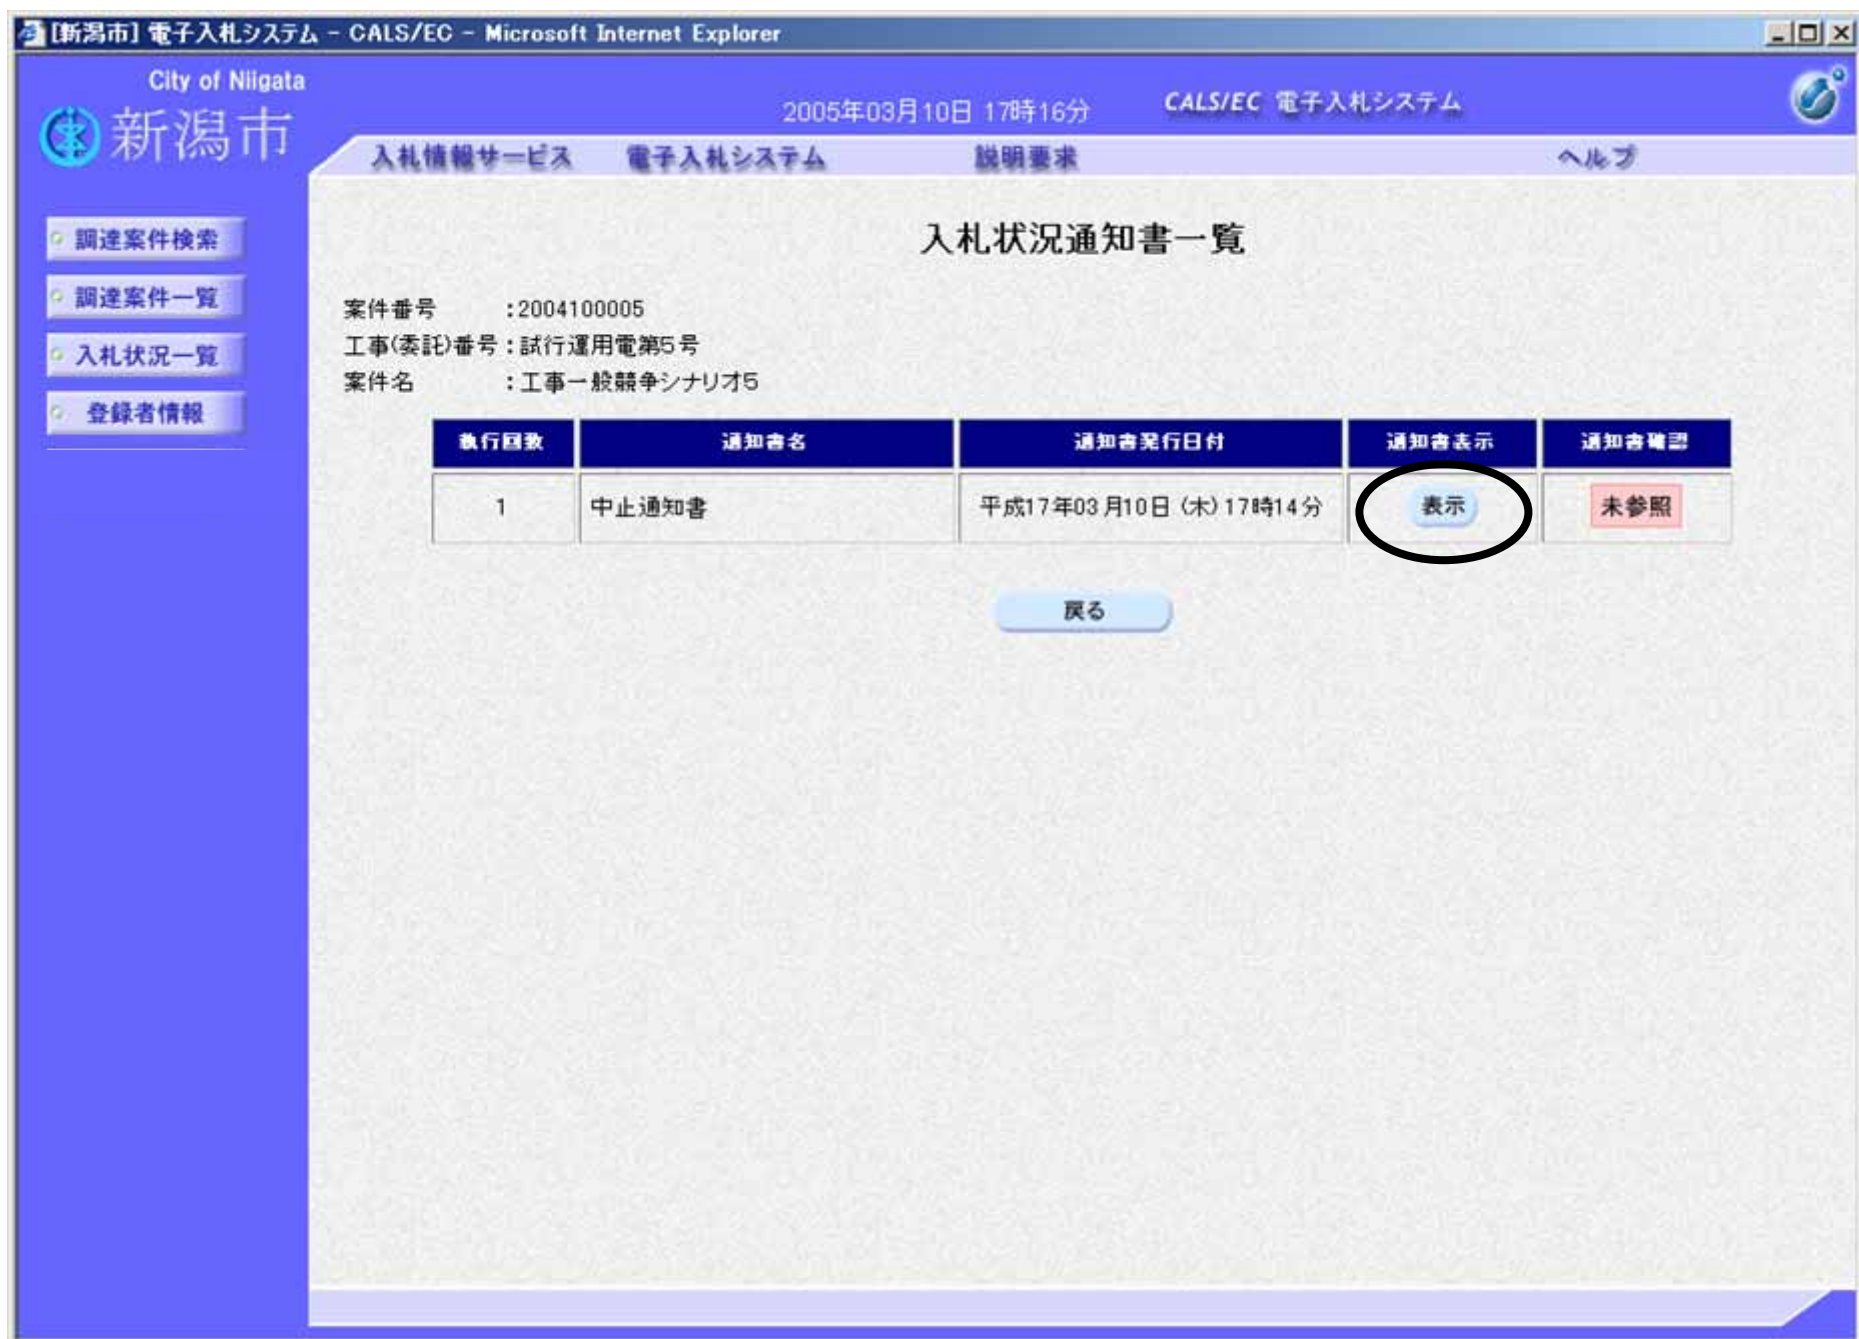 [新潟市] 電子入札システム - CALS/EC - Microsoft Internet Explorer
City of Niigata
新潟市
2005年03月10日 17時16分
CALS/EC 電子入札システム
入札情報サービス 電子入札システム 説明要求 ヘルプ
調達案件検索
調達案件一覧
入札状況一覧
登録者情報
入札状況通知書一覧
案件番号 :2004100005
工事(委託)番号:試行運用電第5号
案件名 :工事一般競争シナリオ5
執行回数 通知書名 通知書発行日付 通知書表示 通知書確認
1 中止通知書 平成17年03月10日 (木) 17時14分 表示 未参照
戻る